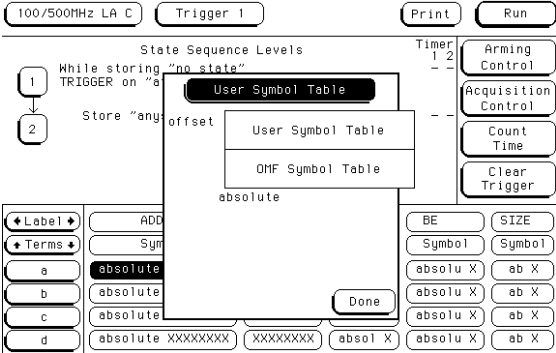 100/500MHz LA C
Trigger 1
Print
Run
State Sequence Levels
Timer
1 2
While storing "no state"
1 TRIGGER on "a
- -
Store "any
- -
2
Arming Control
Acquisition Control
Count Time
Clear Trigger
User Symbol Table
offset
User Symbol Table
OMF Symbol Table
absolute
Done
Label ADD BE SIZE
Terms Sym Symbol Symbol
a absolute absolu X ab X
b absolute absolu X ab X
c absolute absolu X ab X
d absolute XXXXXXXX XXXXXXXX absol X absolu X ab X